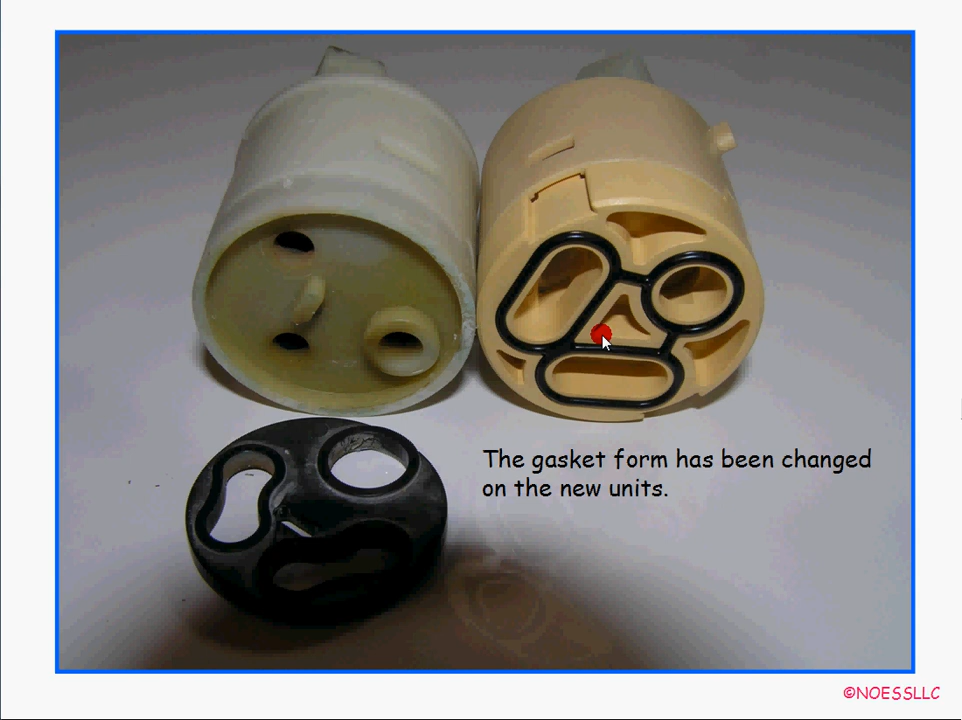 The gasket form has been changed
on the new units.
©NOESSLLC